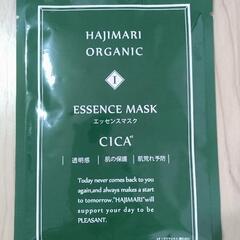 HAJIMARI
ORGANIC
I
ESSENCE MASK
エッセンスマスク
CICA
透明感 肌の保護 肌荒れ予防
Today never comes back to you
again,and always makes a start
to tomorrow."HAJIMARI"will
support your day to be
PLEASANT.